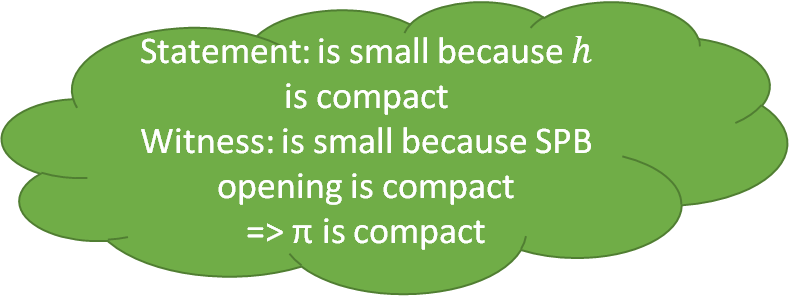 Statement: is small because h
is compact
Witness: is small because SPB
opening is compact
=> π is compact